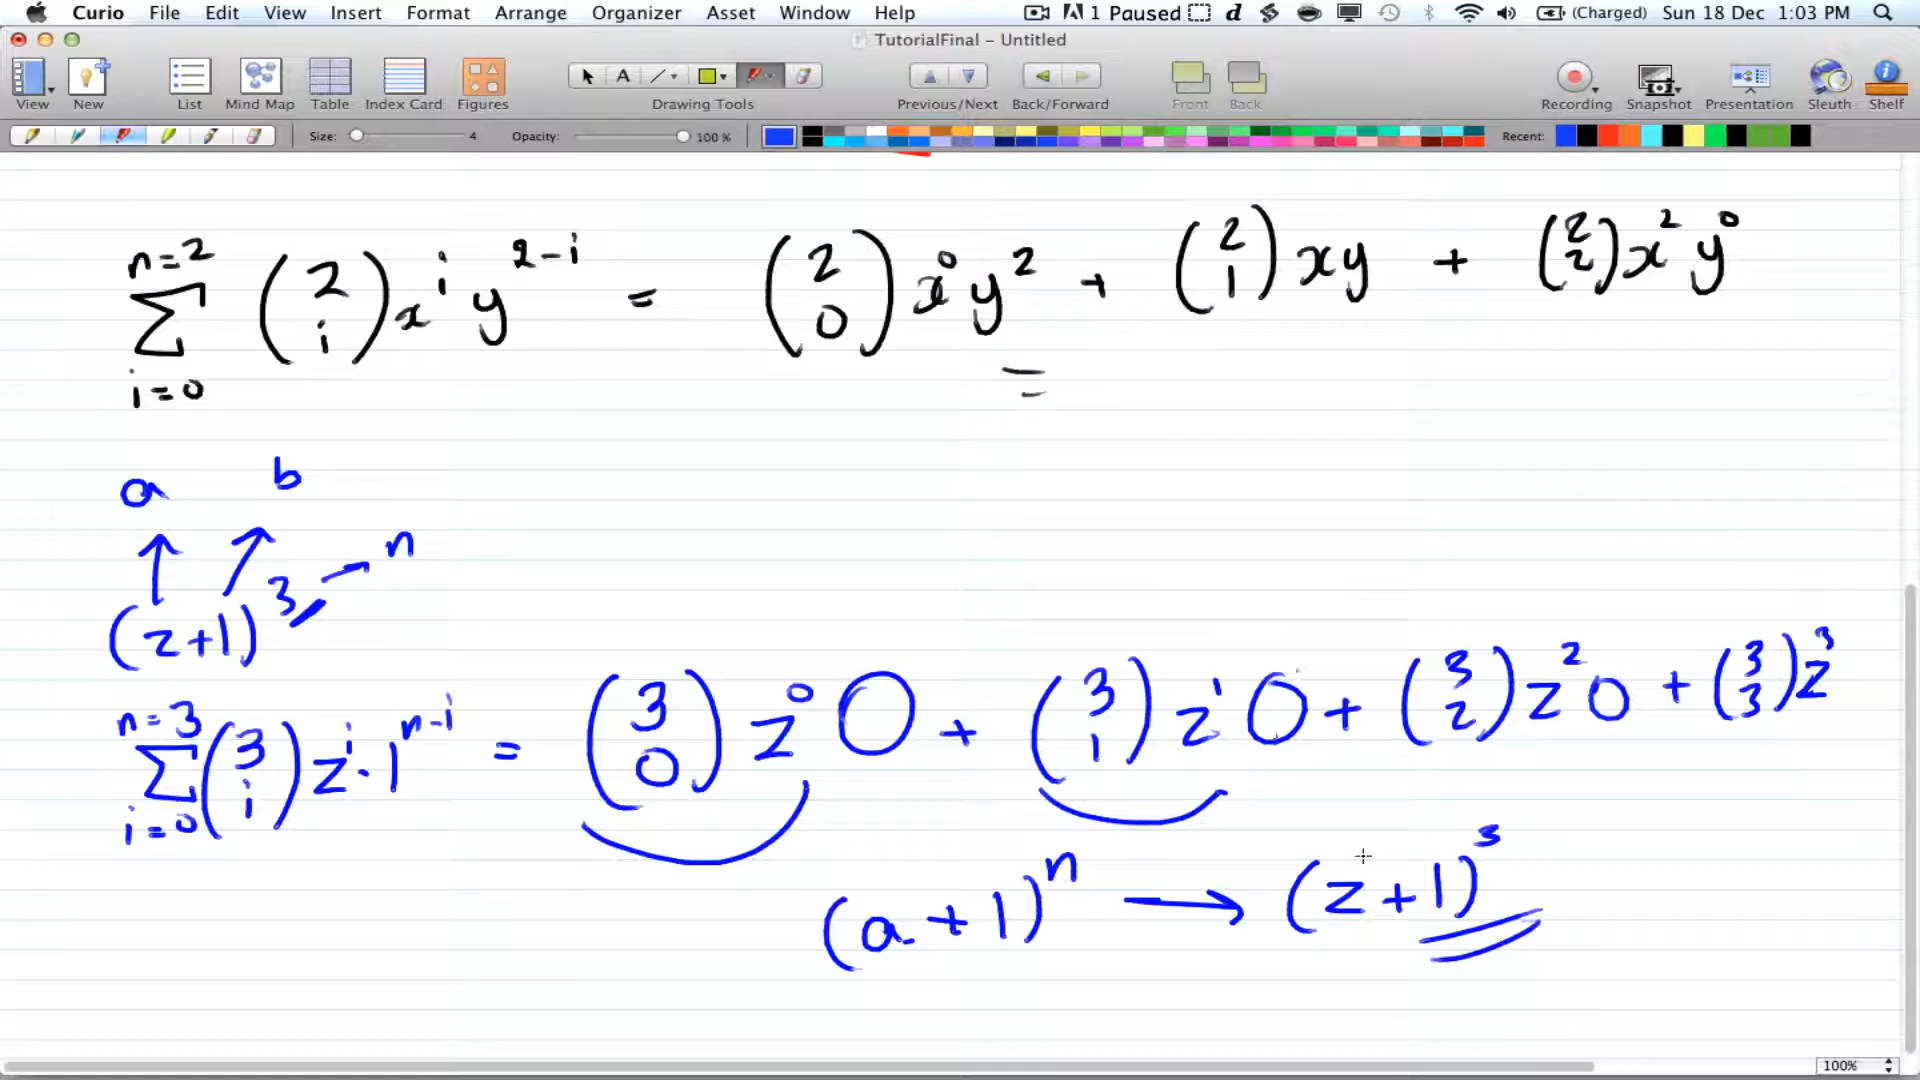 Curio File Edit View Insert Format Arrange Organizer Asset Window Help 1 Paused d (Charged) Sun 18 Dec 1:03 PM
TutorialFinal – Untitled
A
View New List Mind Map Table Index Card Figures Drawing Tools Previous/Next Back/Forward Front Back Recording Snapshot Presentation Sleuth Shelf
Size: 4 Opacity: 100 % Recent:
n=2 ∑ i=0 (2 i) x^i y^2-i = (2 0) x^0 y^2 + (2 1) xy + (2 2) x^2 y^0
=
a b
n
(z+1)^3
n=3 ∑ i=0 (3 i) z^i · 1^n-i = (3 0) z^0 O + (3 1) z^1 O + (3 2) z^2 O + (3 3) z^3
(a+1)^n → (z+1)^3
100%